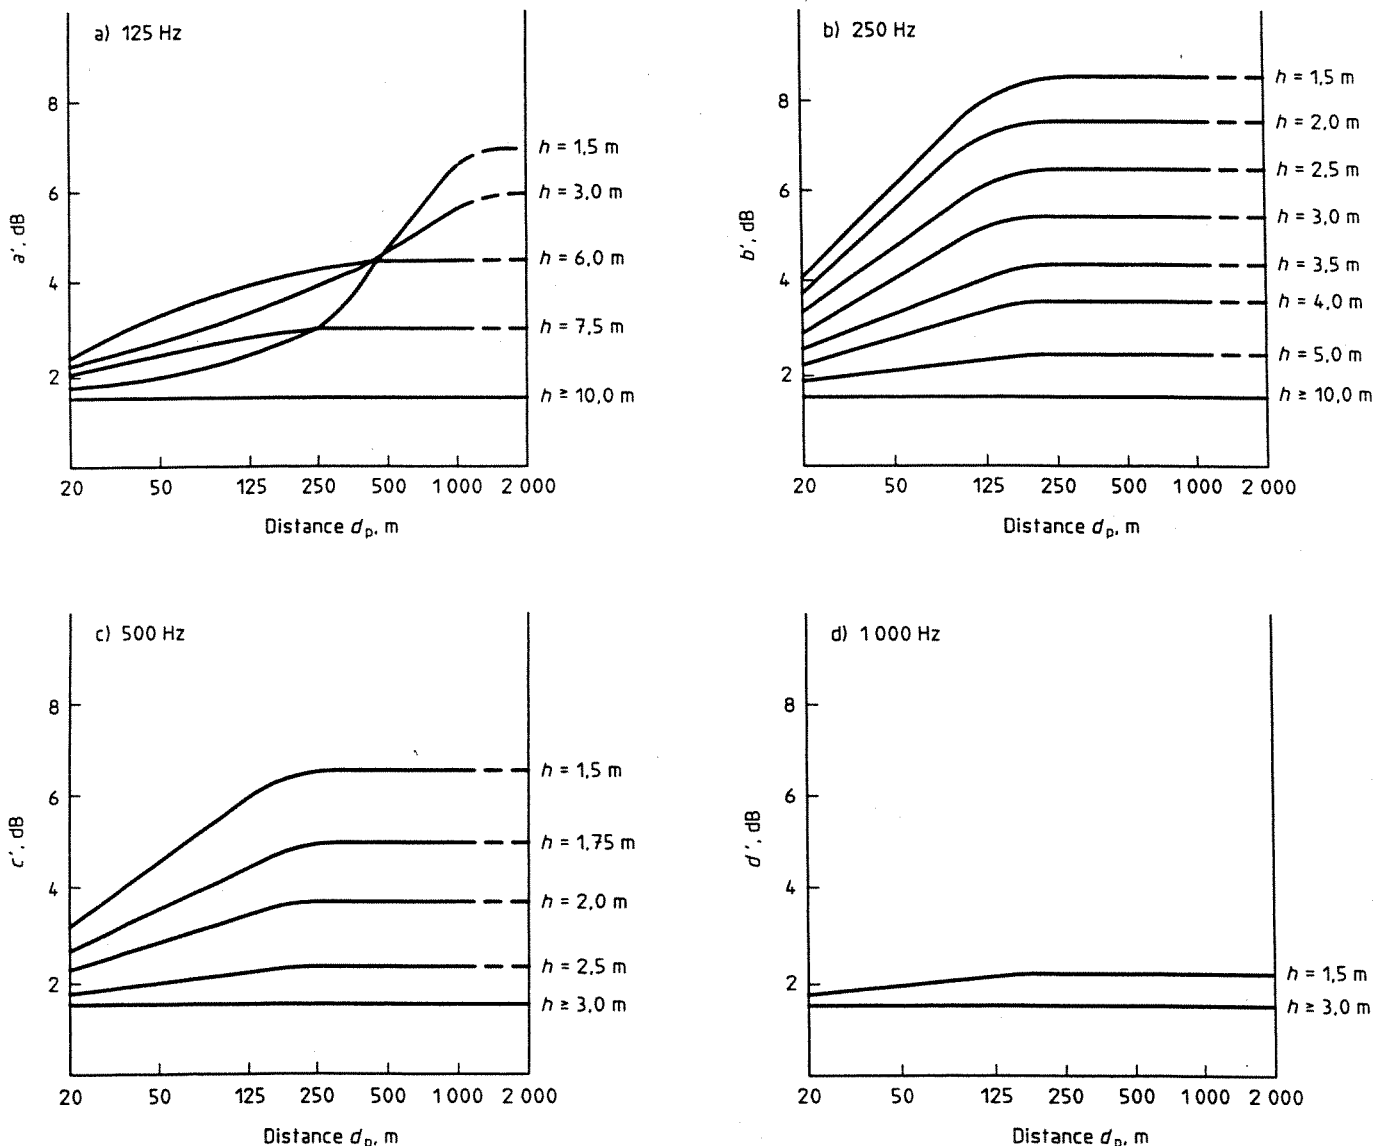 a) 125 Hz
8
6
4
2
a′, dB
h = 1,5 m
h = 3,0 m
h = 6,0 m
h = 7,5 m
h ≥ 10,0 m
20 50 125 250 500 1 000 2 000
Distance dp, m
b) 250 Hz
8
6
4
2
b′, dB
h = 1,5 m
h = 2,0 m
h = 2,5 m
h = 3,0 m
h = 3,5 m
h = 4,0 m
h = 5,0 m
h ≥ 10,0 m
20 50 125 250 500 1 000 2 000
Distance dp, m
c) 500 Hz
8
6
4
2
c′, dB
h = 1,5 m
h = 1,75 m
h = 2,0 m
h = 2,5 m
h ≥ 3,0 m
20 50 125 250 500 1 000 2 000
Distance dp, m
d) 1 000 Hz
8
6
4
2
d′, dB
h = 1,5 m
h ≥ 3,0 m
20 50 125 250 500 1 000 2 000
Distance dp, m